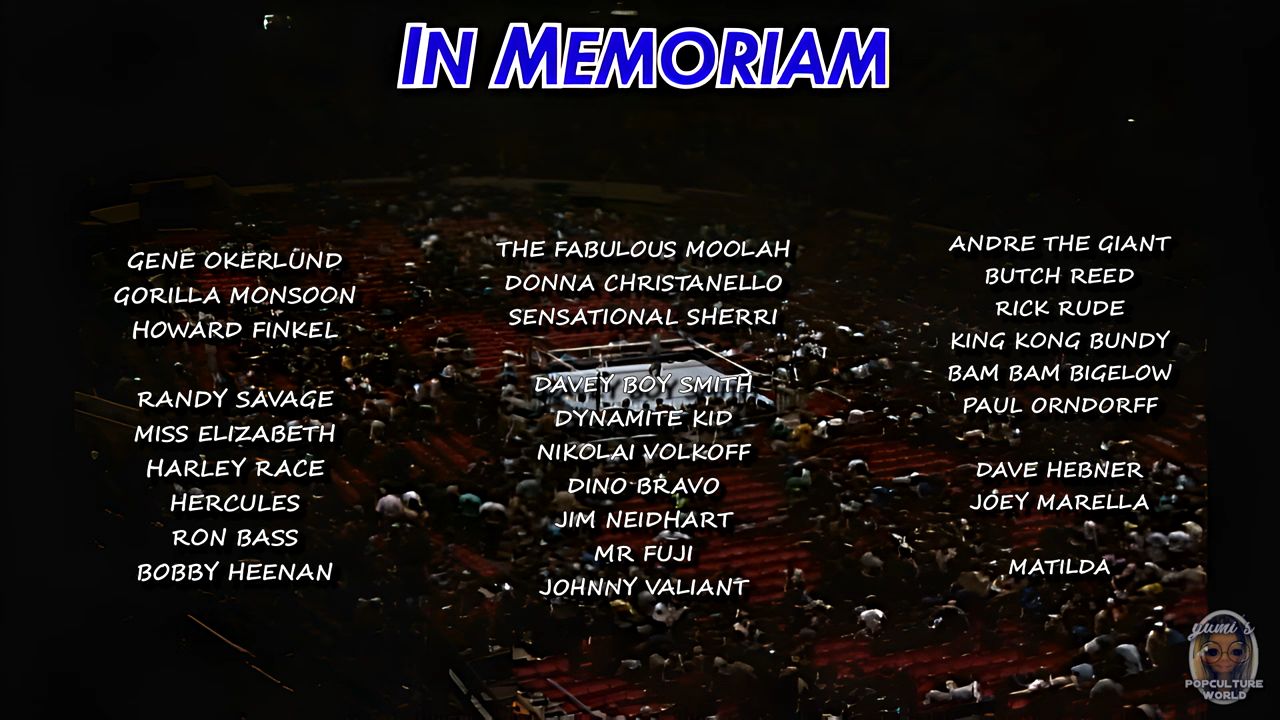 IN MEMORIAM
GENE OKERLUND
GORILLA MONSOON
HOWARD FINKEL
RANDY SAVAGE
MISS ELIZABETH
HARLEY RACE
HERCULES
RON BASS
BOBBY HEENAN
THE FABULOUS MOOLAH
DONNA CHRISTANELLO
SENSATIONAL SHERRI
DAVEY BOY SMITH
DYNAMITE KID
NIKOLAI VOLKOFF
DINO BRAVO
JIM NEIDHART
MR FUJI
JOHNNY VALIANT
ANDRE THE GIANT
BUTCH REED
RICK RUDE
KING KONG BUNDY
BAM BAM BIGELOW
PAUL ORNDORFF
DAVE HEBNER
JOEY MARELLA
MATILDA
yumi's
POPCULTURE
WORLD